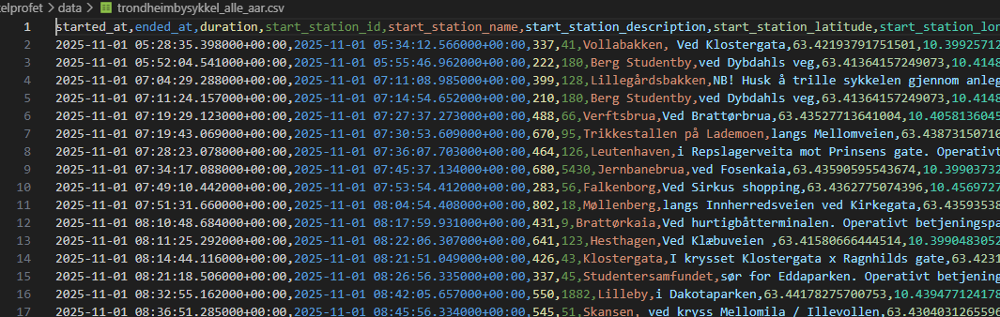 elprofet > data > trondheimbysykkel_alle_aar.csv
1 started_at,ended_at,duration,start_station_id,start_station_name,start_station_description,start_station_latitude,start_station_lon
2 2025-11-01 05:28:35.398000+00:00,2025-11-01 05:34:12.566000+00:00,337,41,Vollabakken, Ved Klostergata,63.42193791751501,10.39925712
3 2025-11-01 05:52:04.541000+00:00,2025-11-01 05:55:46.962000+00:00,222,180,Berg Studentby,ved Dybdahls veg,63.41364157249073,10.4148
4 2025-11-01 07:04:29.288000+00:00,2025-11-01 07:11:08.985000+00:00,399,128,Lillegårdsbakken,NB! Husk å trille sykkelen gjennom anleg
5 2025-11-01 07:11:24.157000+00:00,2025-11-01 07:14:54.652000+00:00,210,180,Berg Studentby,ved Dybdahls veg,63.41364157249073,10.4148
6 2025-11-01 07:19:29.123000+00:00,2025-11-01 07:27:37.273000+00:00,488,66,Verftsbrua,Ved Brattørbrua,63.43527713641004,10.4058136045
7 2025-11-01 07:19:43.069000+00:00,2025-11-01 07:30:53.609000+00:00,670,95,Trikkestallen på Lademoen,langs Mellomveien,63.4387315071
8 2025-11-01 07:28:23.078000+00:00,2025-11-01 07:36:07.703000+00:00,464,126,Leutenhaven,i Repslagerveita mot Prinsens gate. Operativt
9 2025-11-01 07:34:17.088000+00:00,2025-11-01 07:45:37.134000+00:00,680,5430,Jernbanebrua,ved Fosenkaia,63.43590595543674,10.39903732
10 2025-11-01 07:49:10.442000+00:00,2025-11-01 07:53:54.412000+00:00,283,56,Falkenborg,Ved Sirkus shopping,63.4362775074396,10.4569727
11 2025-11-01 07:51:31.660000+00:00,2025-11-01 08:04:54.408000+00:00,802,18,Møllenberg,langs Innherredsveien ved Kirkegata,63.43593538
12 2025-11-01 08:10:48.684000+00:00,2025-11-01 08:17:59.931000+00:00,431,9,Brattørkaia,Ved hurtigbåtterminalen. Operativt betjeningspa
13 2025-11-01 08:11:25.292000+00:00,2025-11-01 08:22:06.307000+00:00,641,123,Hesthagen,Ved Klæbuveien ,63.41580666444514,10.3990483052
14 2025-11-01 08:14:44.116000+00:00,2025-11-01 08:21:51.049000+00:00,426,43,Klostergata,I krysset Klostergata x Ragnhilds gate,63.4231
15 2025-11-01 08:21:18.506000+00:00,2025-11-01 08:26:56.335000+00:00,337,45,Studentersamfundet,sør for Eddaparken. Operativt betjening
16 2025-11-01 08:32:55.162000+00:00,2025-11-01 08:42:05.657000+00:00,550,1882,Lilleby,i Dakotaparken,63.44178275700753,10.439477124178
17 2025-11-01 08:36:51.285000+00:00,2025-11-01 08:45:56.334000+00:00,545,51,Skansen, ved kryss Mellomila / Illevollen,63.4304031265596